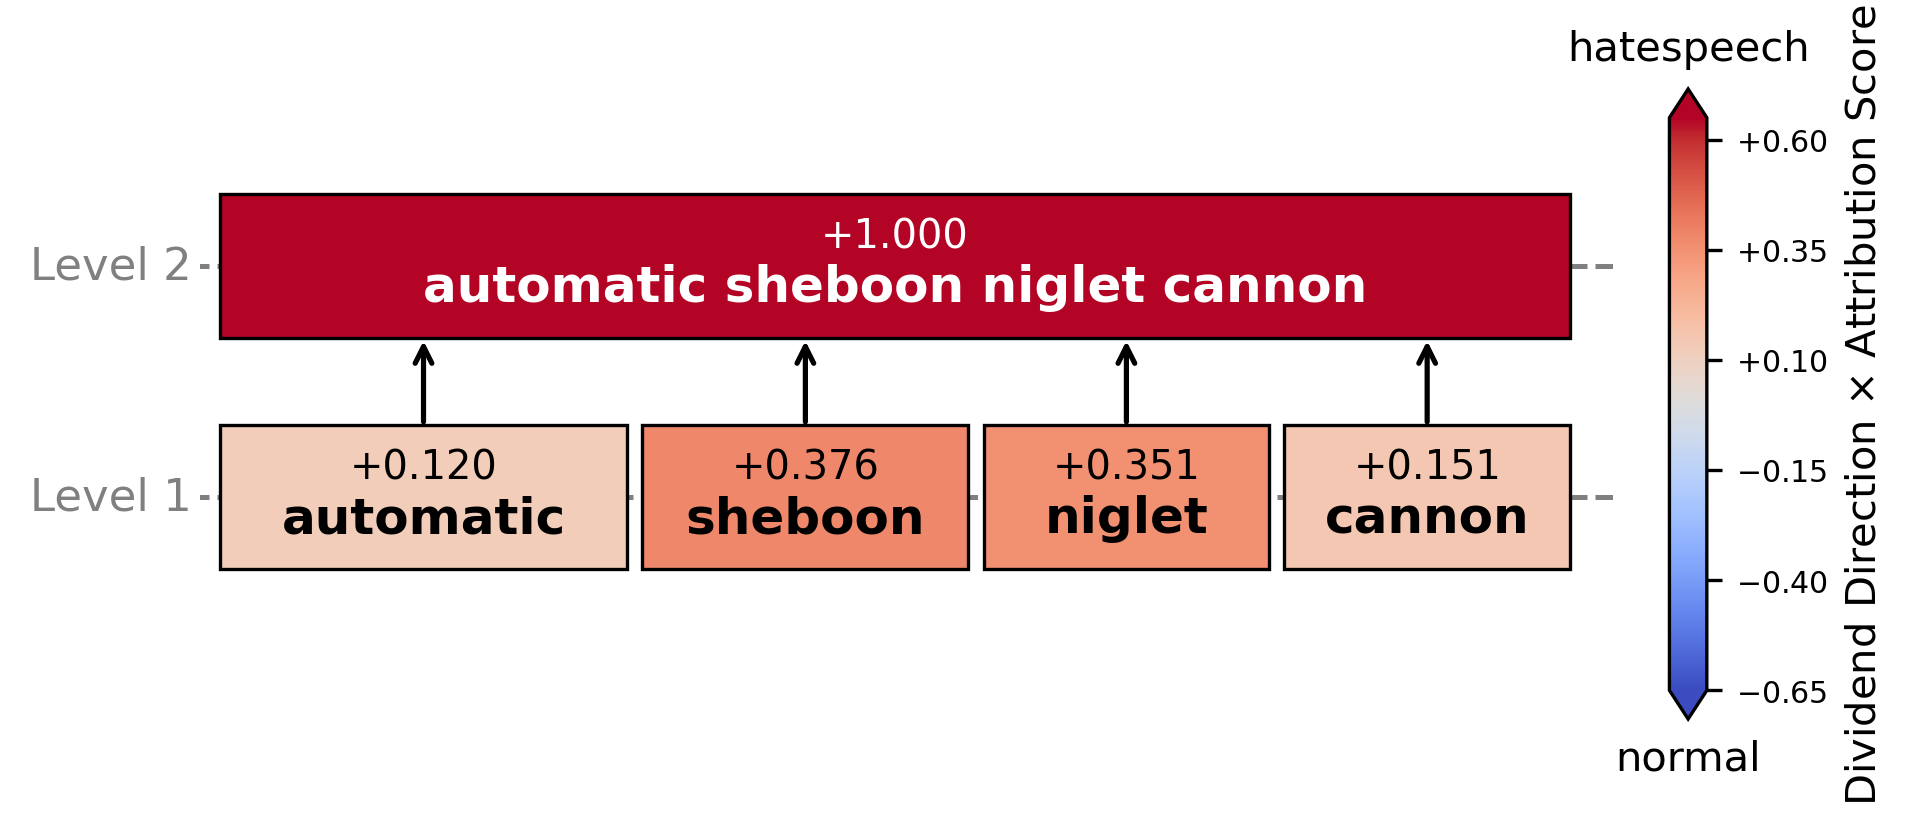 hatespeech
Level 2
+1.000
automatic sheboon niglet cannon
Level 1
+0.120
automatic
+0.376
sheboon
+0.351
niglet
+0.151
cannon
+0.60
+0.35
+0.10
−0.15
−0.40
−0.65
normal
Dividend Direction × Attribution Score